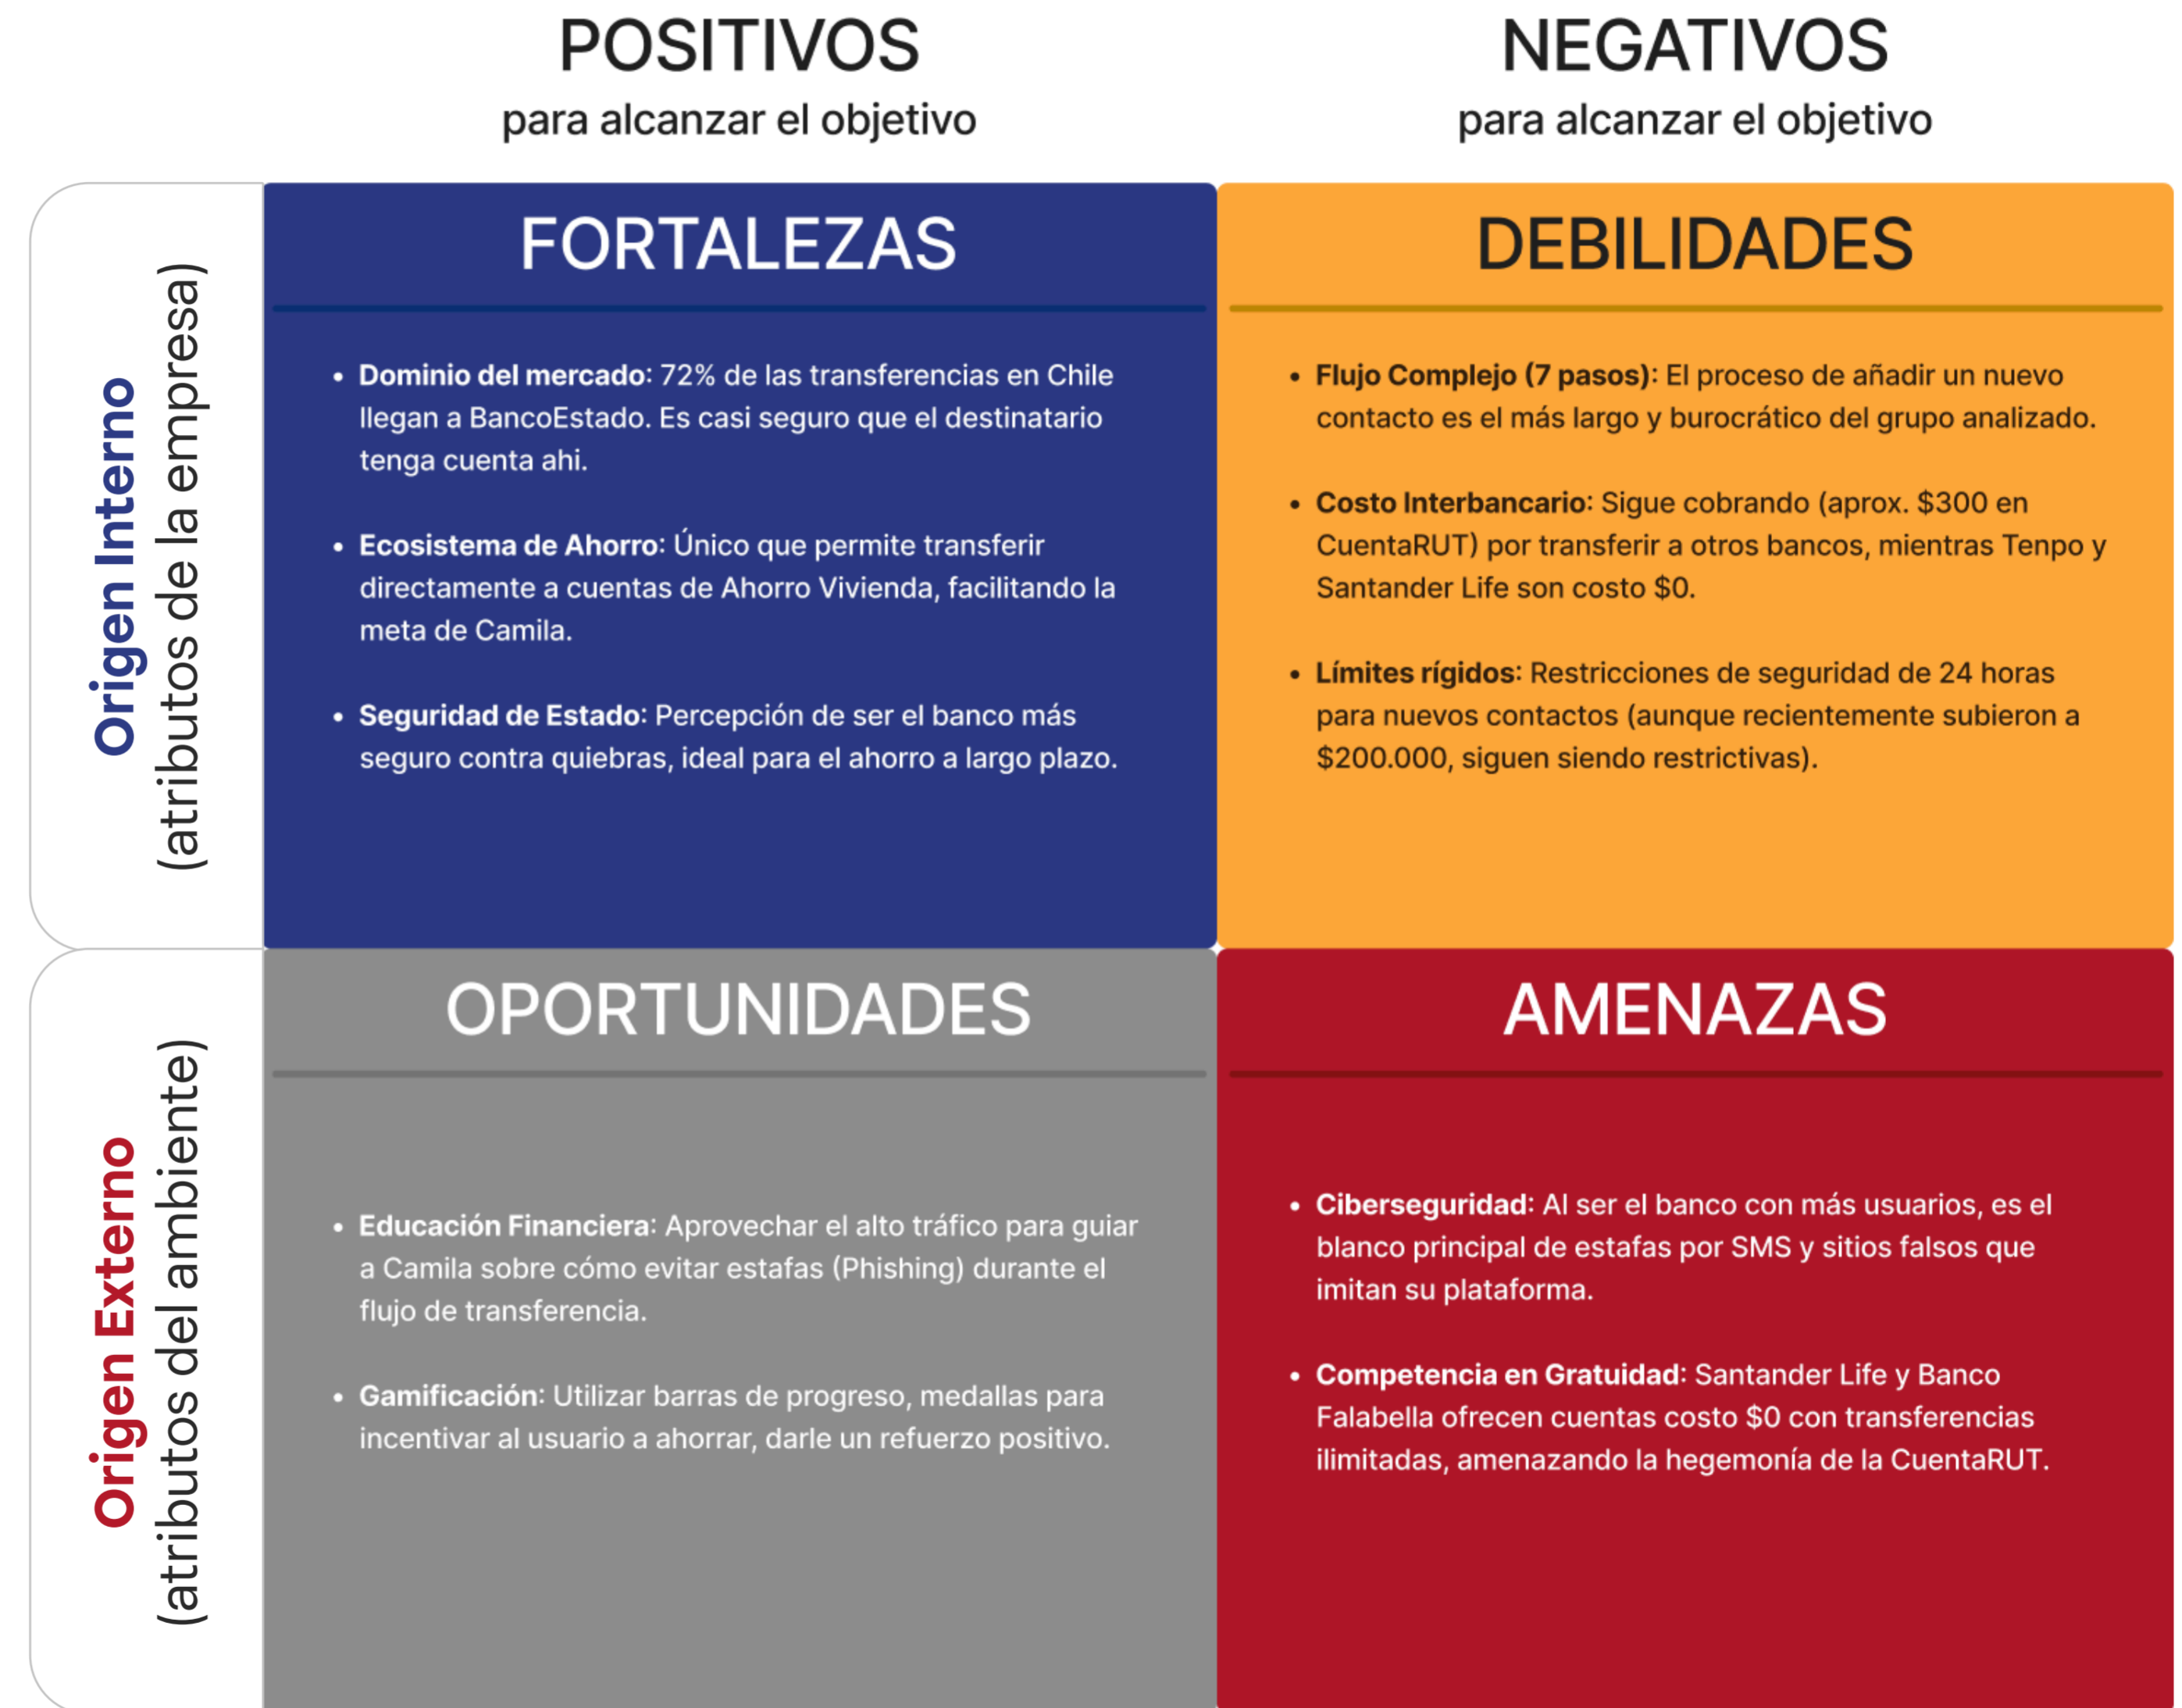 POSITIVOS
para alcanzar el objetivo
NEGATIVOS
para alcanzar el objetivo
Origen Interno
(atributos de la empresa)
FORTALEZAS
• Dominio del mercado: 72% de las transferencias en Chile
llegan a BancoEstado. Es casi seguro que el destinatario
tenga cuenta ahi.
• Ecosistema de Ahorro: Único que permite transferir
directamente a cuentas de Ahorro Vivienda, facilitando la
meta de Camila.
• Seguridad de Estado: Percepción de ser el banco más
seguro contra quiebras, ideal para el ahorro a largo plazo.
DEBILIDADES
• Flujo Complejo (7 pasos): El proceso de añadir un nuevo
contacto es el más largo y burocrático del grupo analizado.
• Costo Interbancario: Sigue cobrando (aprox. $300 en
CuentaRUT) por transferir a otros bancos, mientras Tenpo y
Santander Life son costo $0.
• Límites rígidos: Restricciones de seguridad de 24 horas
para nuevos contactos (aunque recientemente subieron a
$200.000, siguen siendo restrictivas).
Origen Externo
(atributos del ambiente)
OPORTUNIDADES
• Educación Financiera: Aprovechar el alto tráfico para guiar
a Camila sobre cómo evitar estafas (Phishing) durante el
flujo de transferencia.
• Gamificación: Utilizar barras de progreso, medallas para
incentivar al usuario a ahorrar, darle un refuerzo positivo.
AMENAZAS
• Ciberseguridad: Al ser el banco con más usuarios, es el
blanco principal de estafas por SMS y sitios falsos que
imitan su plataforma.
• Competencia en Gratuidad: Santander Life y Banco
Falabella ofrecen cuentas costo $0 con transferencias
ilimitadas, amenazando la hegemonía de la CuentaRUT.